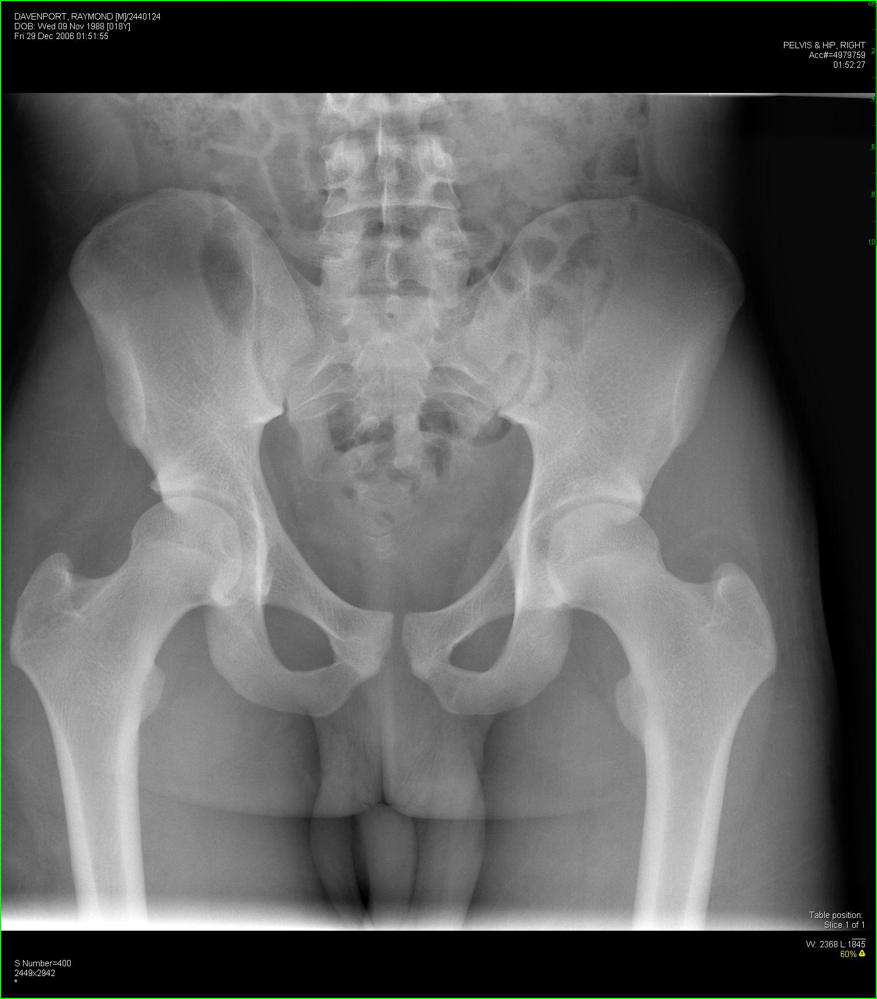 DAVENPORT, RAYMOND [M]/2440124
DOB: Wed 09 Nov 1988 [018Y]
Fri 29 Dec 2006 01:51:55
cm
PELVIS & HIP, RIGHT
Acc#=4979759
01:52:27
2
4
6
8
10
Table position:
Slice 1 of 1
W: 2368 L:1845
60%
S Number=400
2449x2942
*